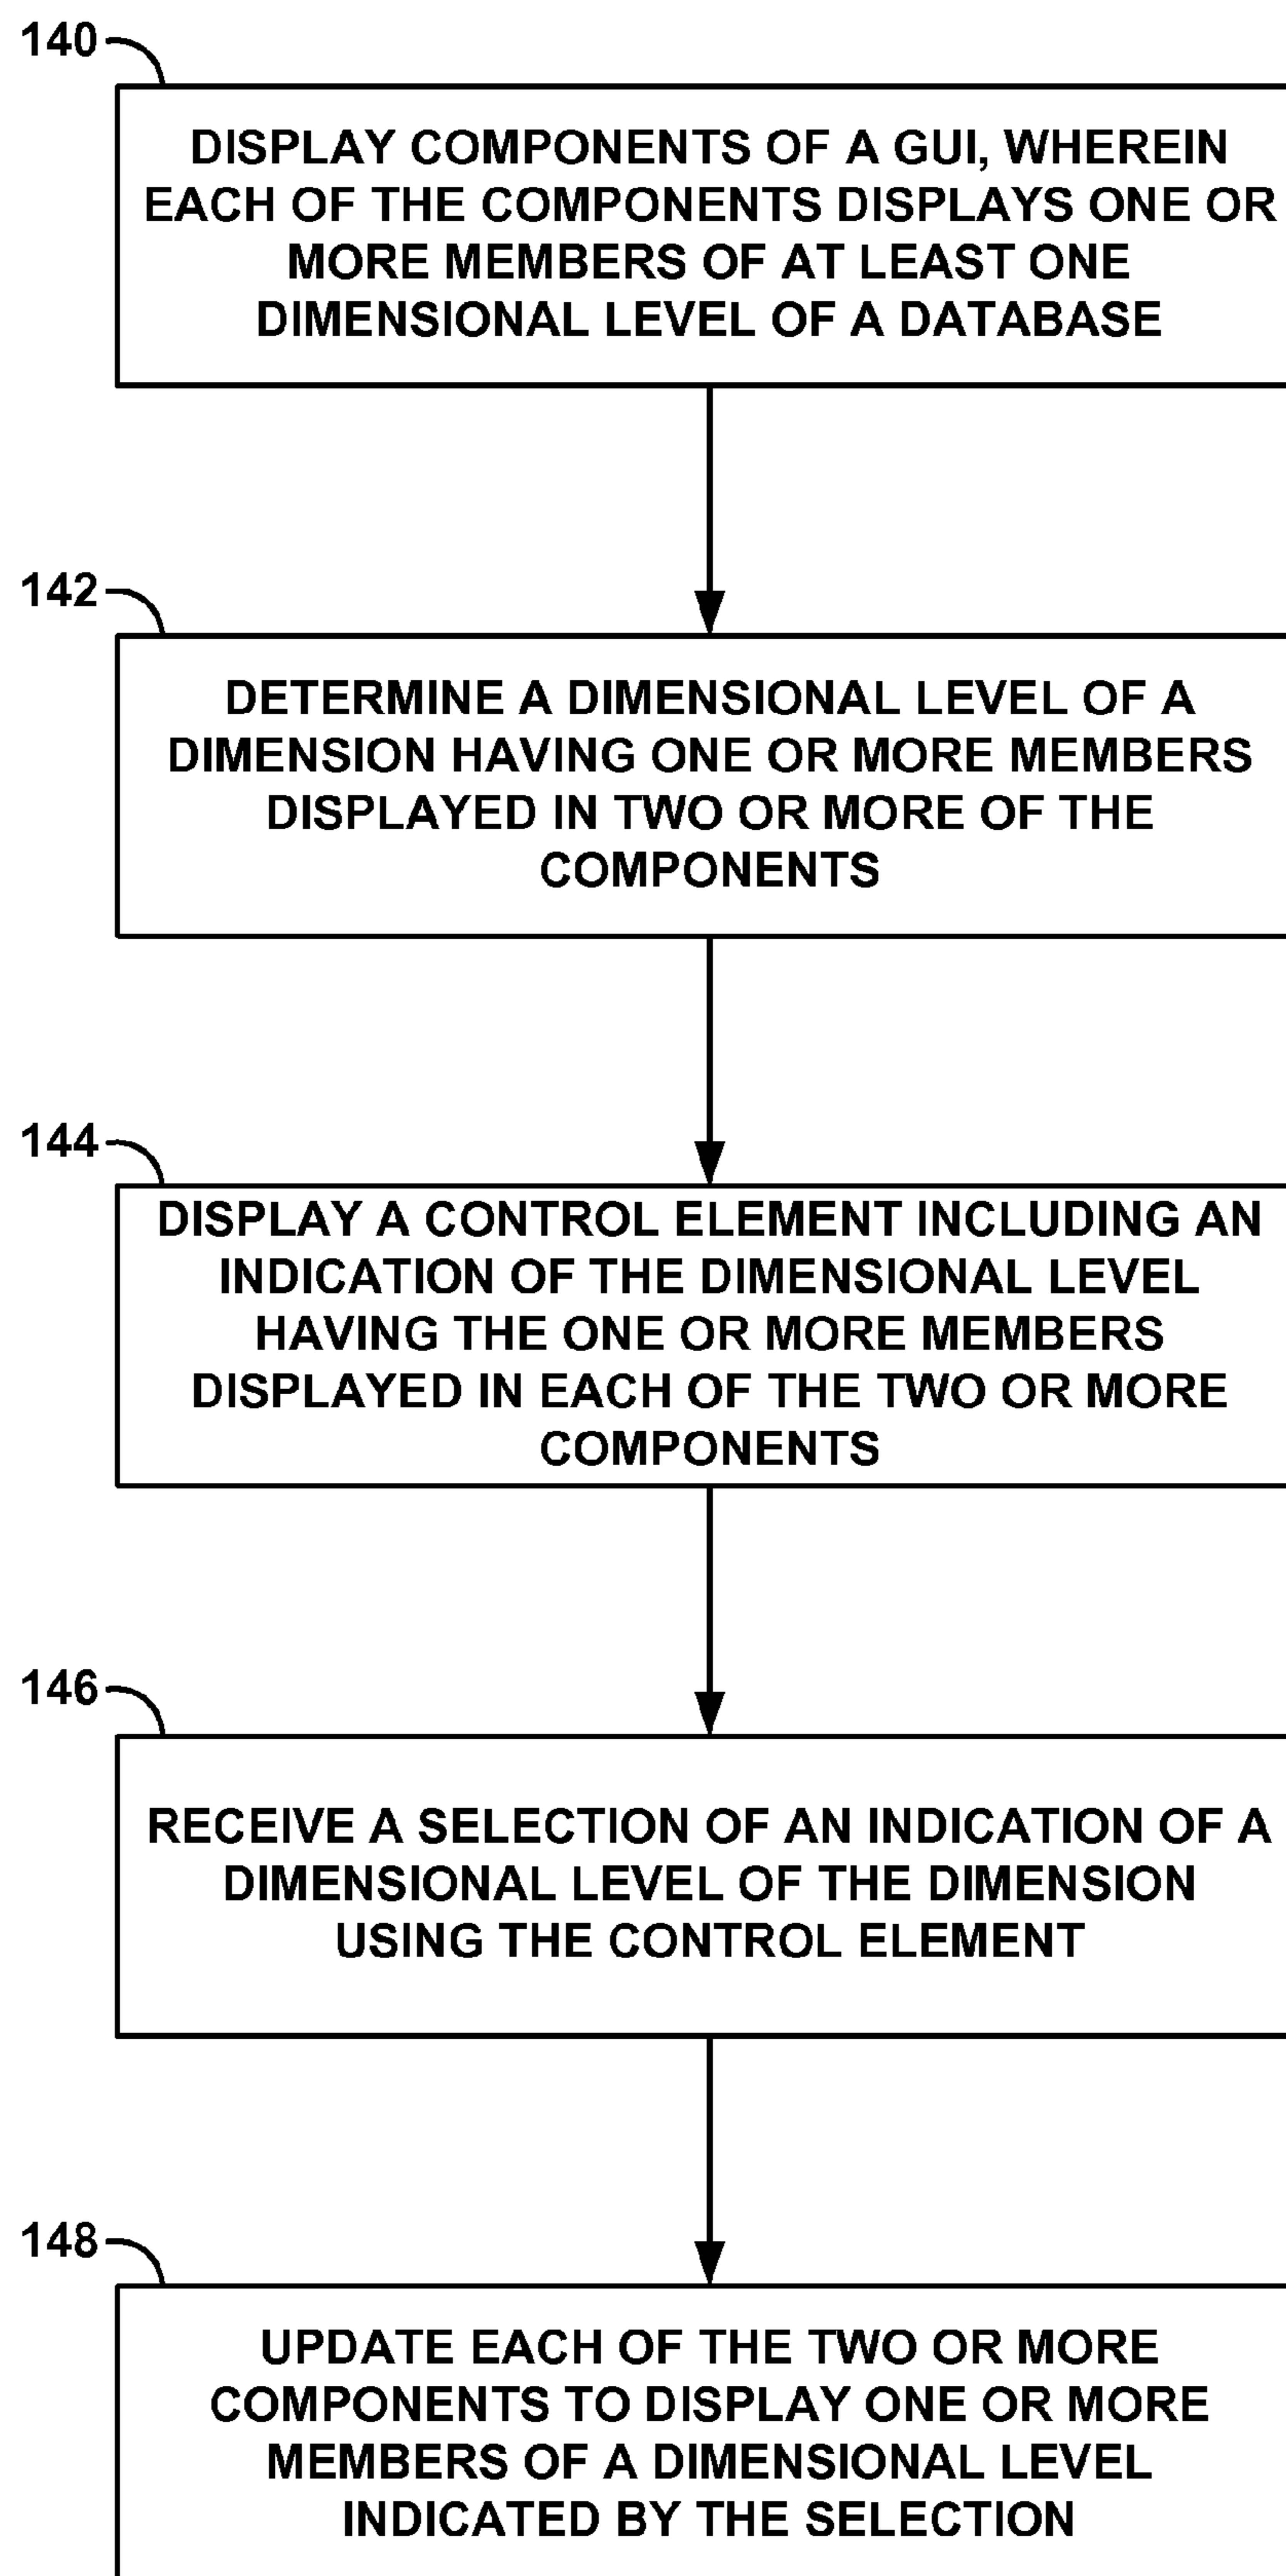 140
DISPLAY COMPONENTS OF A GUI, WHEREIN
EACH OF THE COMPONENTS DISPLAYS ONE OR
MORE MEMBERS OF AT LEAST ONE
DIMENSIONAL LEVEL OF A DATABASE
142
DETERMINE A DIMENSIONAL LEVEL OF A
DIMENSION HAVING ONE OR MORE MEMBERS
DISPLAYED IN TWO OR MORE OF THE
COMPONENTS
144
DISPLAY A CONTROL ELEMENT INCLUDING AN
INDICATION OF THE DIMENSIONAL LEVEL
HAVING THE ONE OR MORE MEMBERS
DISPLAYED IN EACH OF THE TWO OR MORE
COMPONENTS
146
RECEIVE A SELECTION OF AN INDICATION OF A
DIMENSIONAL LEVEL OF THE DIMENSION
USING THE CONTROL ELEMENT
148
UPDATE EACH OF THE TWO OR MORE
COMPONENTS TO DISPLAY ONE OR MORE
MEMBERS OF A DIMENSIONAL LEVEL
INDICATED BY THE SELECTION